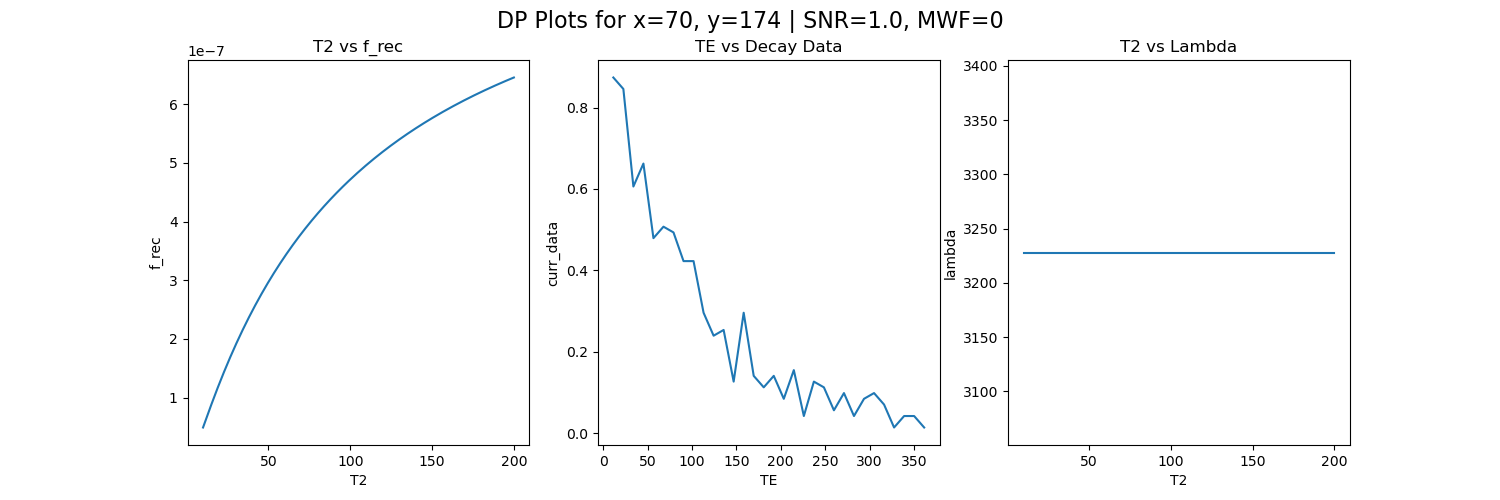 DP Plots for x=70, y=174 | SNR=1.0, MWF=0
T2 vs f_rec
1e−7
6
5
4
3
2
1
f_rec
50 100 150 200
T2
TE vs Decay Data
0.8
0.6
0.4
0.2
0.0
curr_data
0 50 100 150 200 250 300 350
TE
T2 vs Lambda
3400
3350
3300
3250
3200
3150
3100
lambda
50 100 150 200
T2